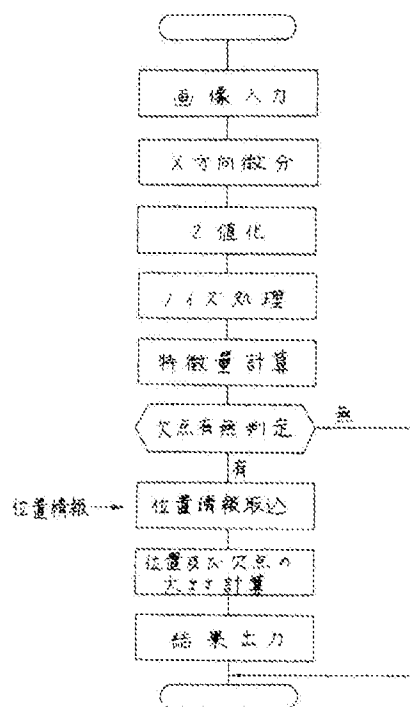 画像入力
X方向微分
2値化
ノイズ処理
特徴量計算
欠点有無判定
無
有
位置情報
位置情報取込
位置及び欠点の
大きさ計算
結果出力